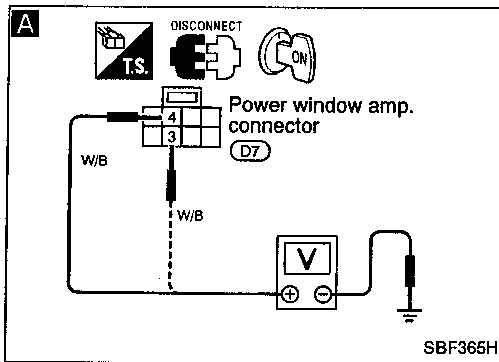 A
DISCONNECT
T.S.
ON
4
Power window amp.
3
connector
D7
W/B
W/B
V
+ −
SBF365H